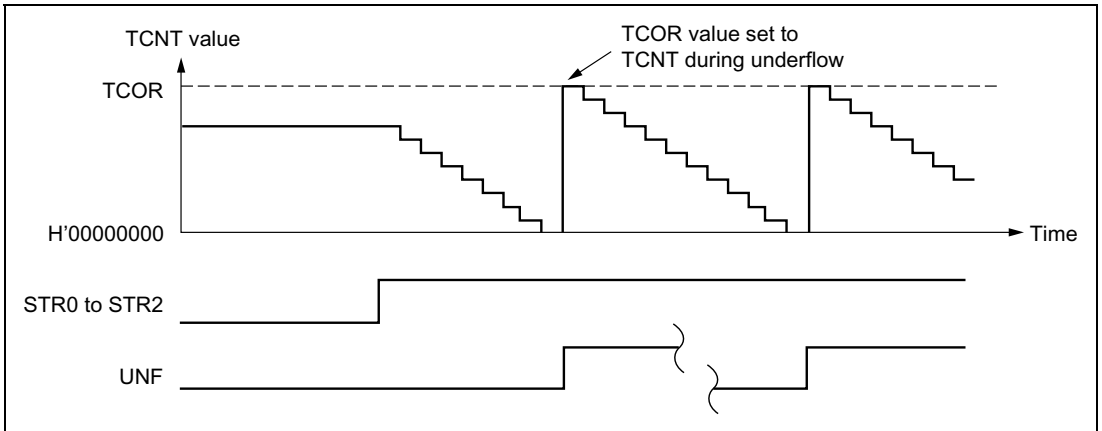 TCNT value
TCOR value set to
TCNT during underflow
TCOR
H'00000000
Time
STR0 to STR2
UNF